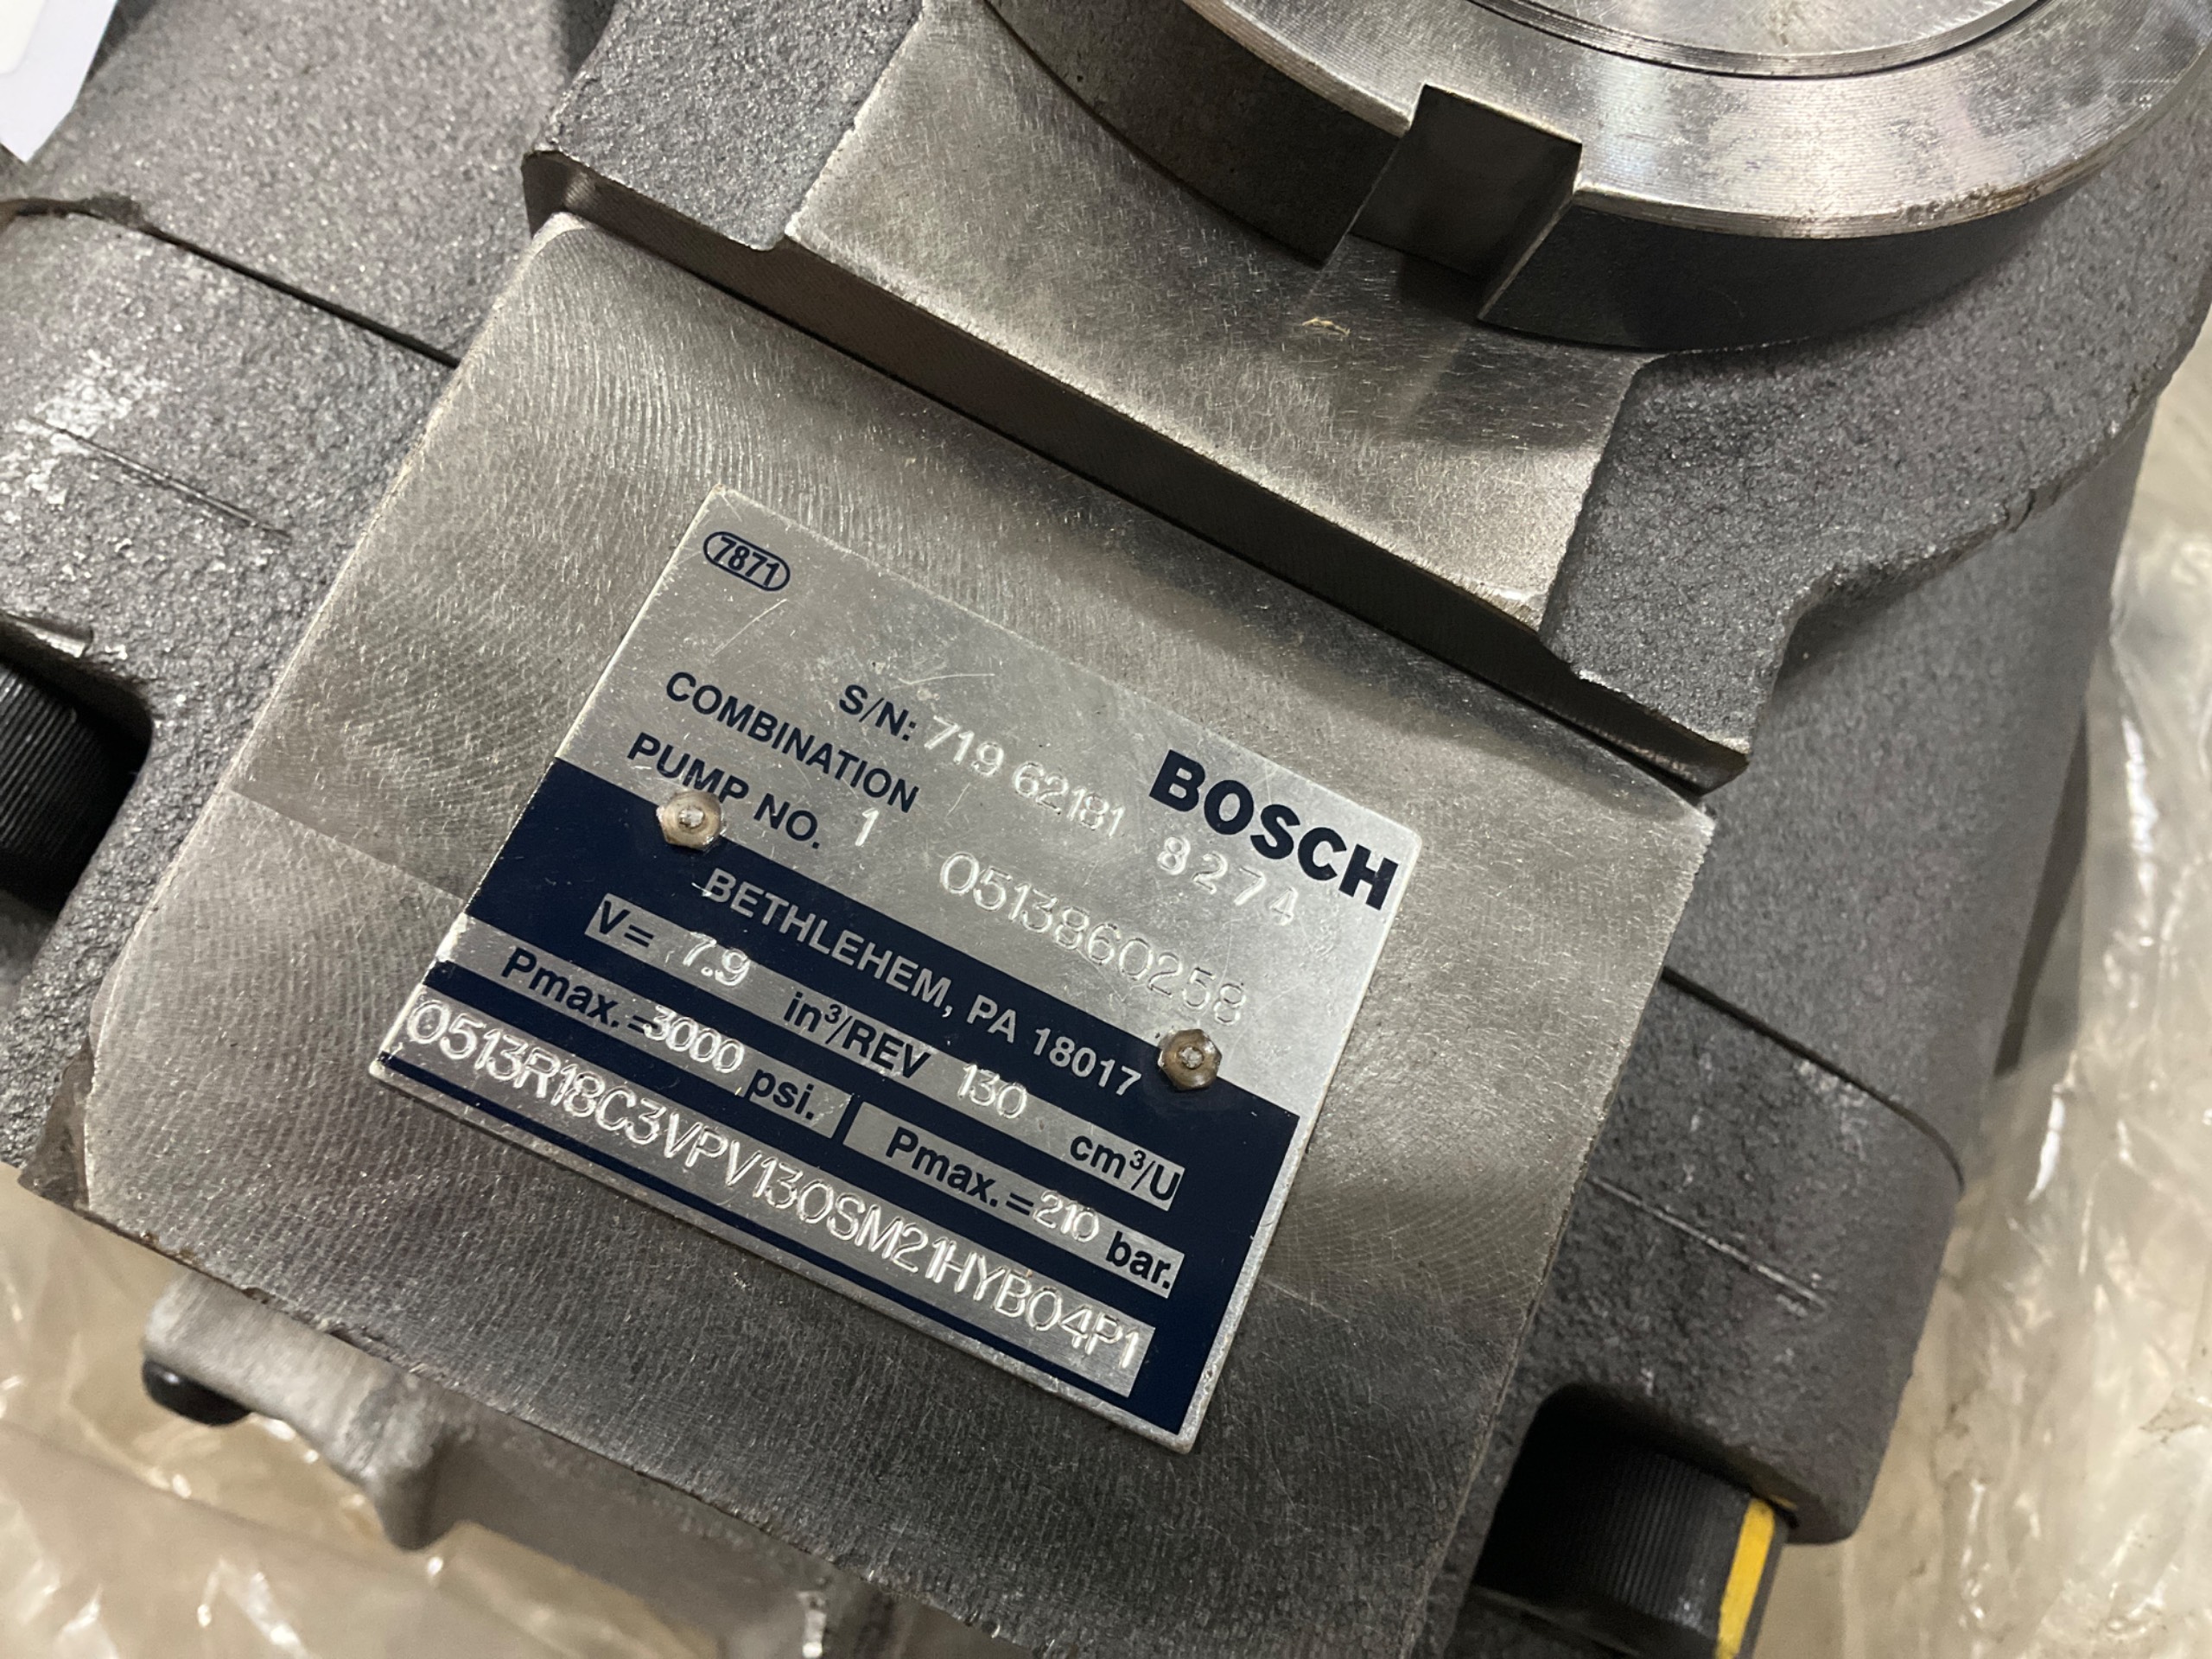 7871
BOSCH
S/N: 719 62181 8274
COMBINATION
PUMP NO. 1 0513860258
BETHLEHEM, PA 18017
V= 7.9 in³/REV 130 cm³/U
Pmax.=3000 psi. Pmax.=210 bar.
0513R18C3VPV130SM21HYB04P1